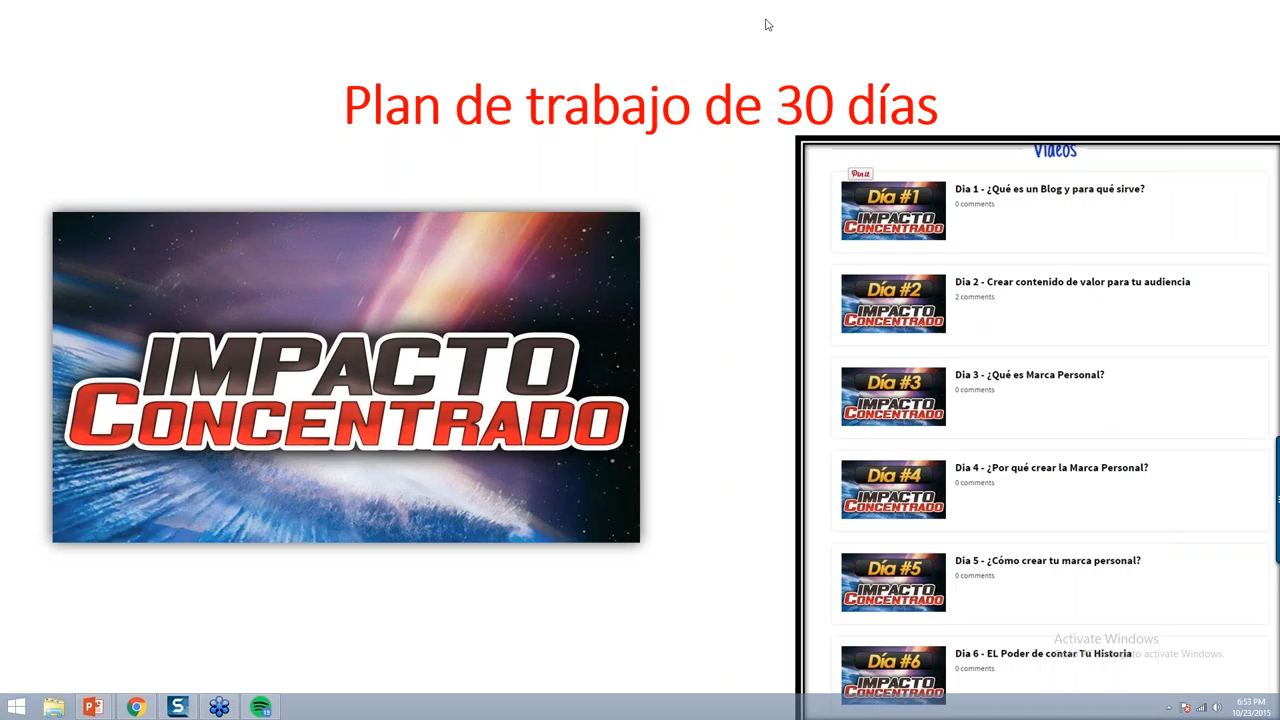 Plan de trabajo de 30 días
IMPACTO
CONCENTRADO
Videos
Pin it
Día #1
IMPACTO
CONCENTRADO
Dia 1 - ¿Qué es un Blog y para qué sirve?
0 comments
Día #2
IMPACTO
CONCENTRADO
Dia 2 - Crear contenido de valor para tu audiencia
2 comments
Día #3
IMPACTO
CONCENTRADO
Dia 3 - ¿Qué es Marca Personal?
0 comments
Día #4
IMPACTO
CONCENTRADO
Dia 4 - ¿Por qué crear la Marca Personal?
0 comments
Día #5
IMPACTO
CONCENTRADO
Dia 5 - ¿Cómo crear tu marca personal?
0 comments
Día #6
IMPACTO
CONCENTRADO
Dia 6 - EL Poder de contar Tu Historia
0 comments
Activate Windows
to activate Windows.
6:53 PM
10/23/2015